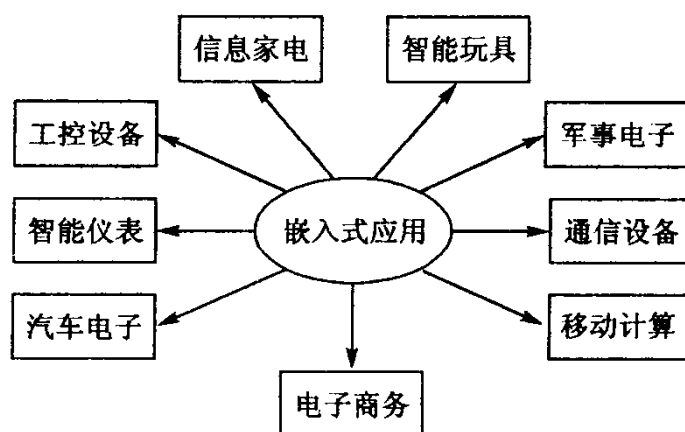 信息家电
智能玩具
工控设备
军事电子
智能仪表
嵌入式应用
通信设备
汽车电子
移动计算
电子商务